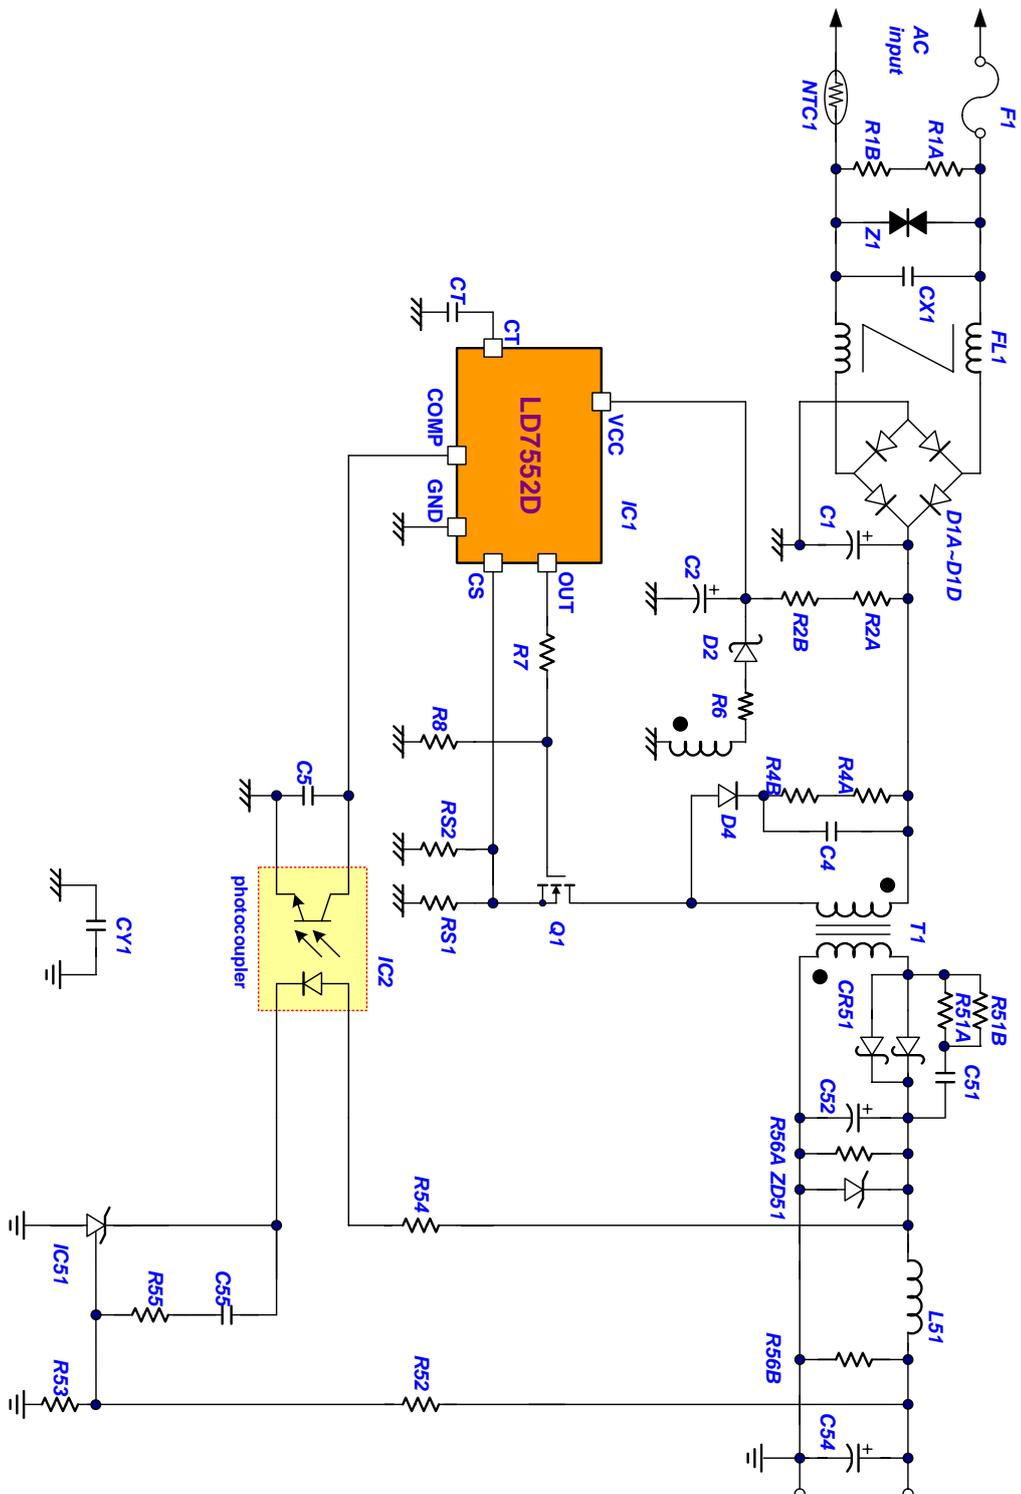 F1
AC
input
NTC1
R1A
R1B
Z1
CX1
FL1
D1A~D1D
C1
R2A
R2B
C2
D2
R6
R4A
R4B
C4
D4
T1
R51B
R51A
C51
CR51
C52
R56A
ZD51
L51
R56B
C54
CT
CT
VCC
IC1
LD7552D
COMP
GND
CS
OUT
R7
R8
RS2
RS1
Q1
C5
IC2
photocoupler
CY1
R54
C55
R55
IC51
R52
R53